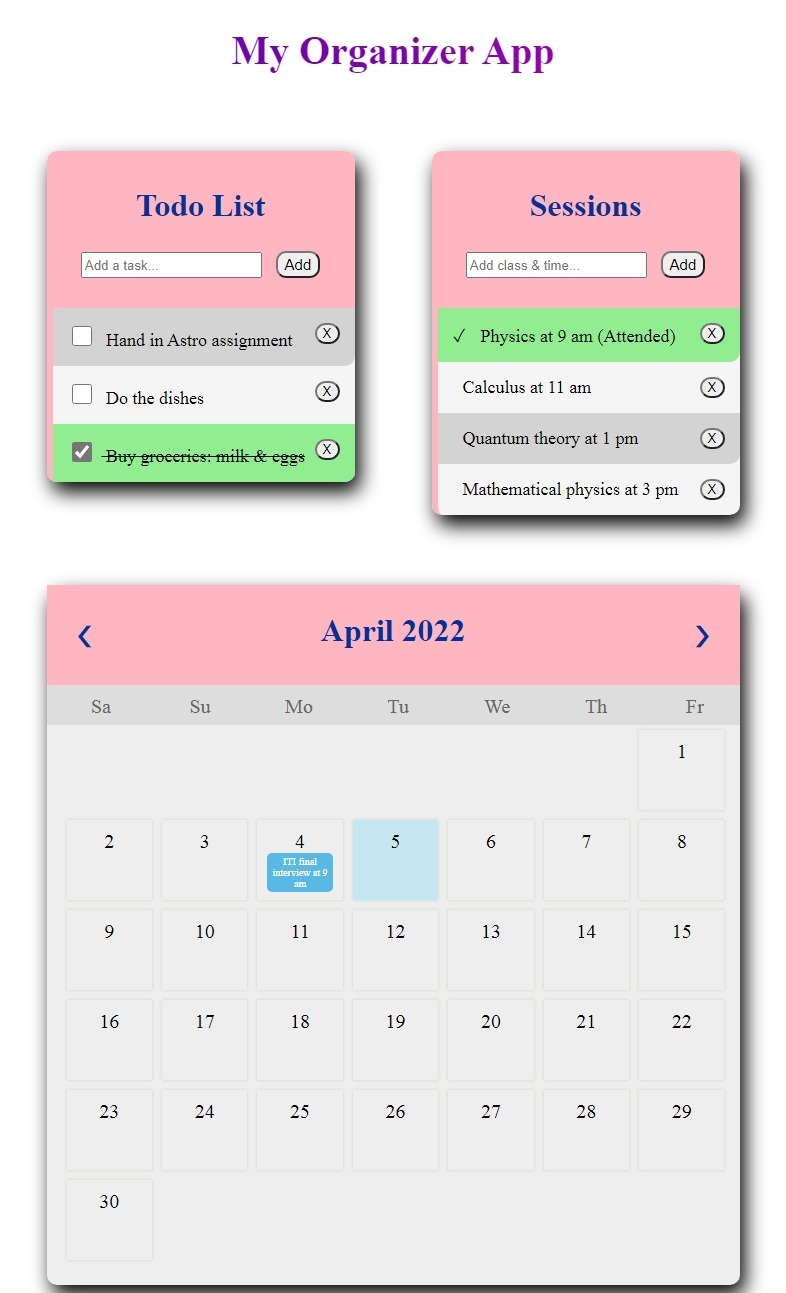 My Organizer App
Todo List
Add a task...
Add
Hand in Astro assignment
X
Do the dishes
X
Buy groceries: milk & eggs
X
Sessions
Add class & time...
Add
✓ Physics at 9 am (Attended)
X
Calculus at 11 am
X
Quantum theory at 1 pm
X
Mathematical physics at 3 pm
X
❮ April 2022 ❯
Sa Su Mo Tu We Th Fr
1
2 3 4 5 6 7 8
ITI final
interview at 9
am
9 10 11 12 13 14 15
16 17 18 19 20 21 22
23 24 25 26 27 28 29
30